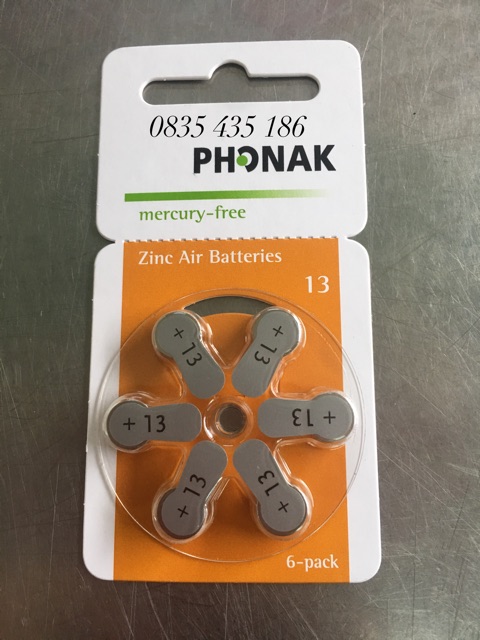 0835 435 186
PHONAK
mercury-free
Zinc Air Batteries
13
+ 13
+ 13
+ 13
+ 13
+ 13
+ 13
6-pack